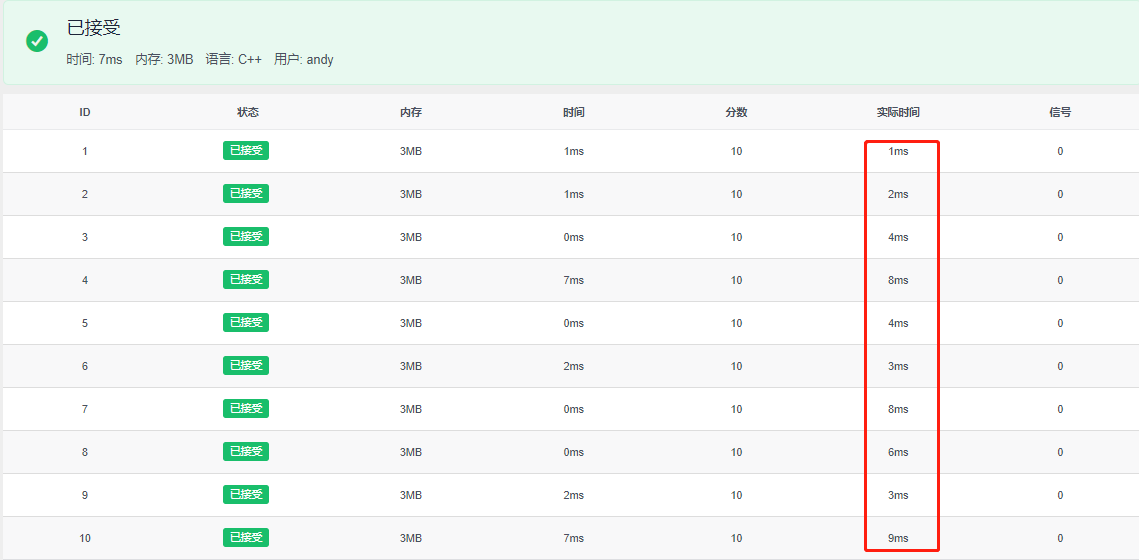 已接受
时间: 7ms 内存: 3MB 语言: C++ 用户: andy
ID 状态 内存 时间 分数 实际时间 信号
1 已接受 3MB 1ms 10 1ms 0
2 已接受 3MB 1ms 10 2ms 0
3 已接受 3MB 0ms 10 4ms 0
4 已接受 3MB 7ms 10 8ms 0
5 已接受 3MB 0ms 10 4ms 0
6 已接受 3MB 2ms 10 3ms 0
7 已接受 3MB 0ms 10 8ms 0
8 已接受 3MB 0ms 10 6ms 0
9 已接受 3MB 2ms 10 3ms 0
10 已接受 3MB 7ms 10 9ms 0